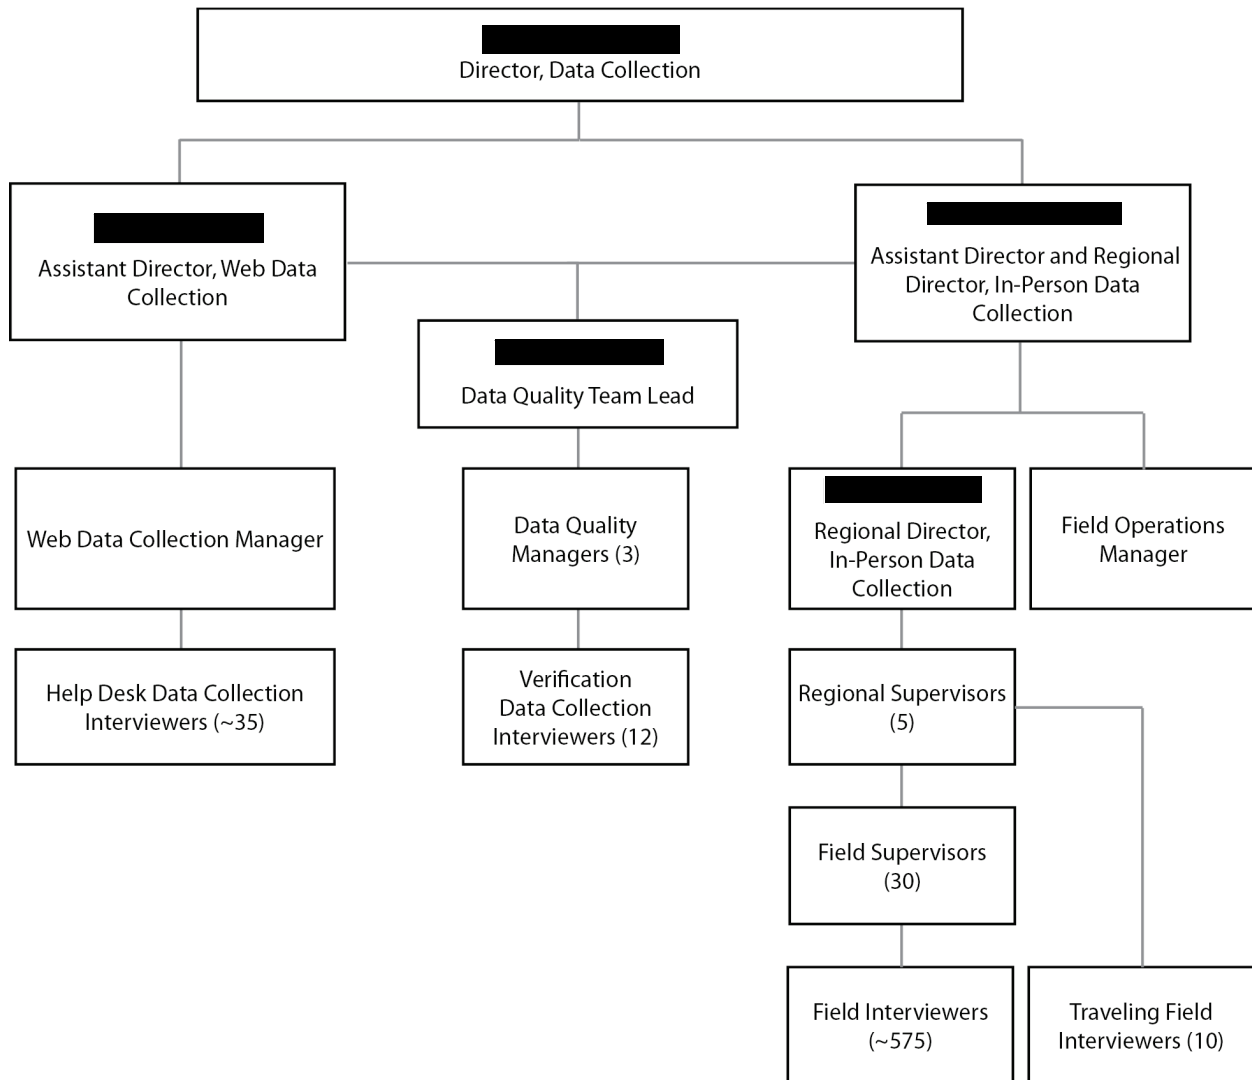 Director, Data Collection
Assistant Director, Web Data
Collection
Assistant Director and Regional
Director, In-Person Data
Collection
Data Quality Team Lead
Web Data Collection Manager
Data Quality
Managers (3)
Regional Director,
In-Person Data
Collection
Field Operations
Manager
Help Desk Data Collection
Interviewers (~35)
Verification
Data Collection
Interviewers (12)
Regional Supervisors
(5)
Field Supervisors
(30)
Field Interviewers
(~575)
Traveling Field
Interviewers (10)